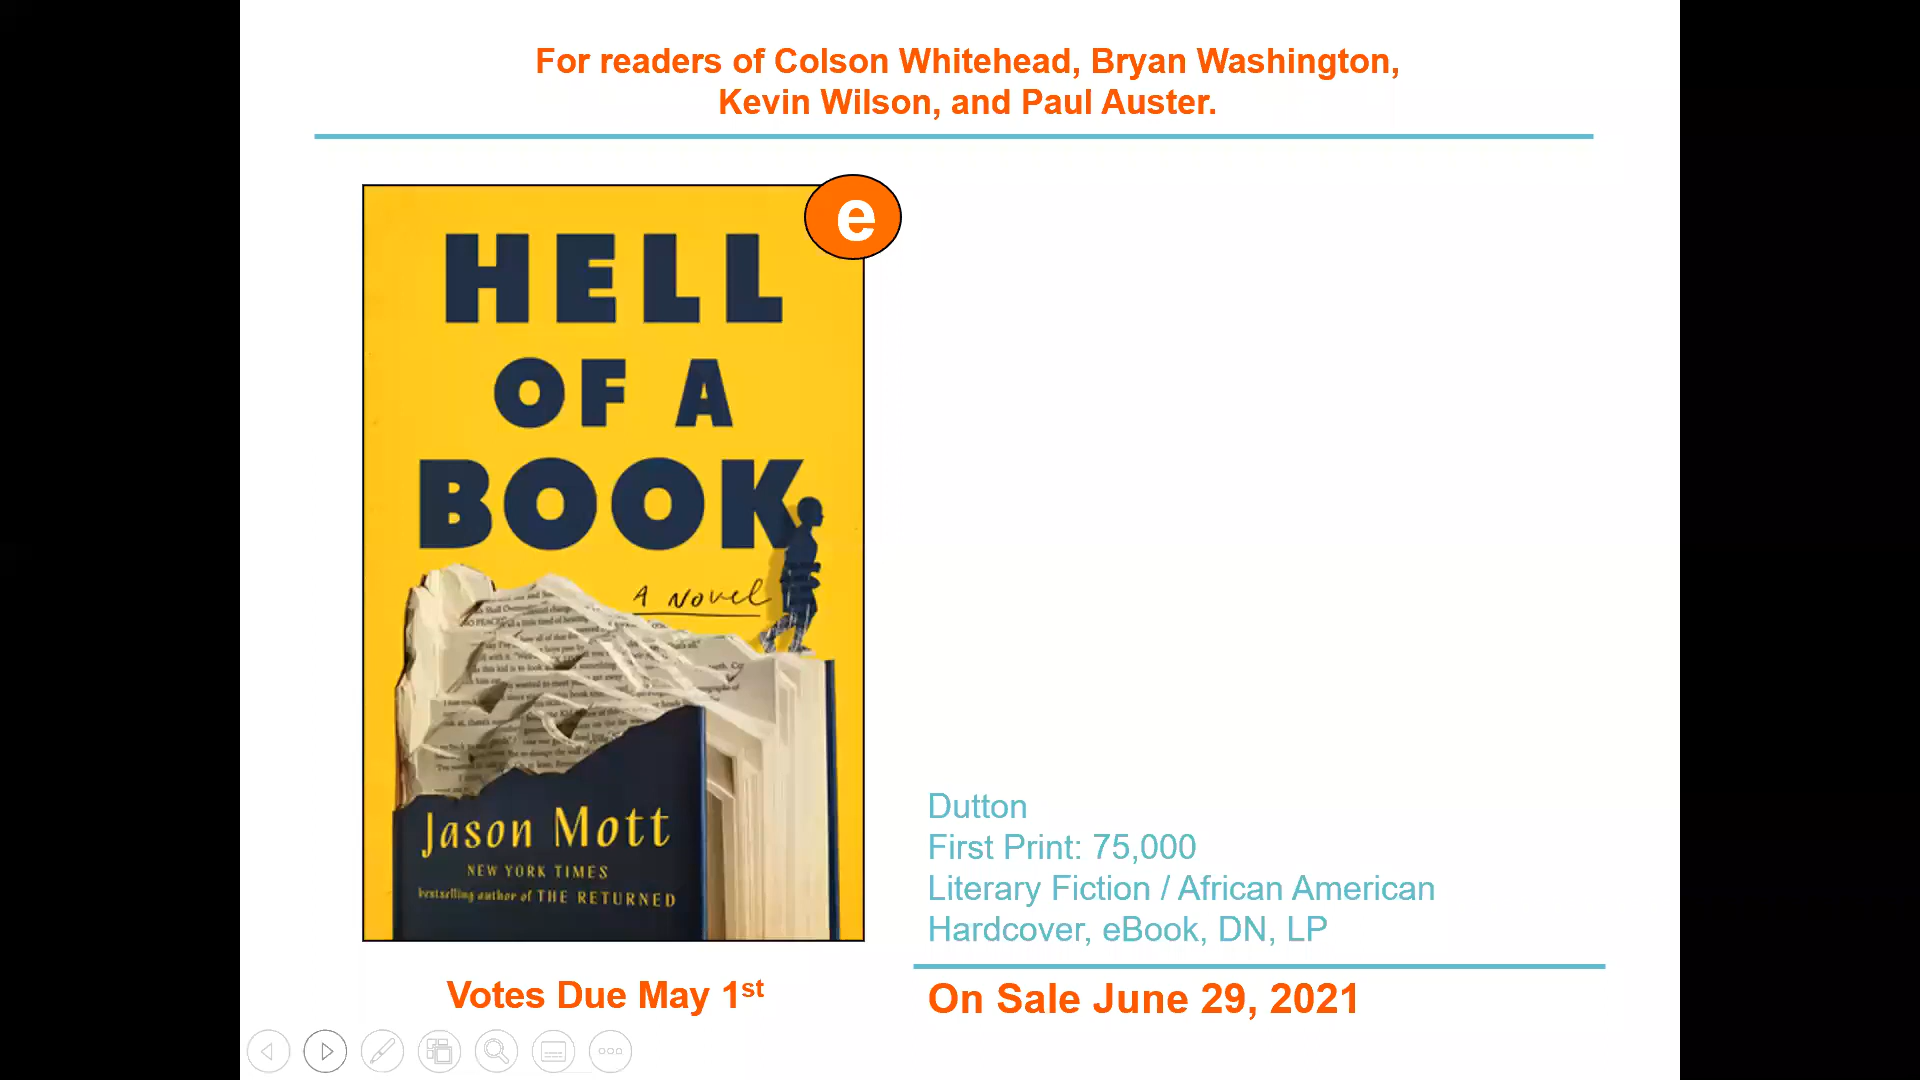 For readers of Colson Whitehead, Bryan Washington,
Kevin Wilson, and Paul Auster.
e
HELL
OF A
BOOK
A Novel
Jason Mott
NEW YORK TIMES
bestselling author of THE RETURNED
Dutton
First Print: 75,000
Literary Fiction / African American
Hardcover, eBook, DN, LP
Votes Due May 1st
On Sale June 29, 2021